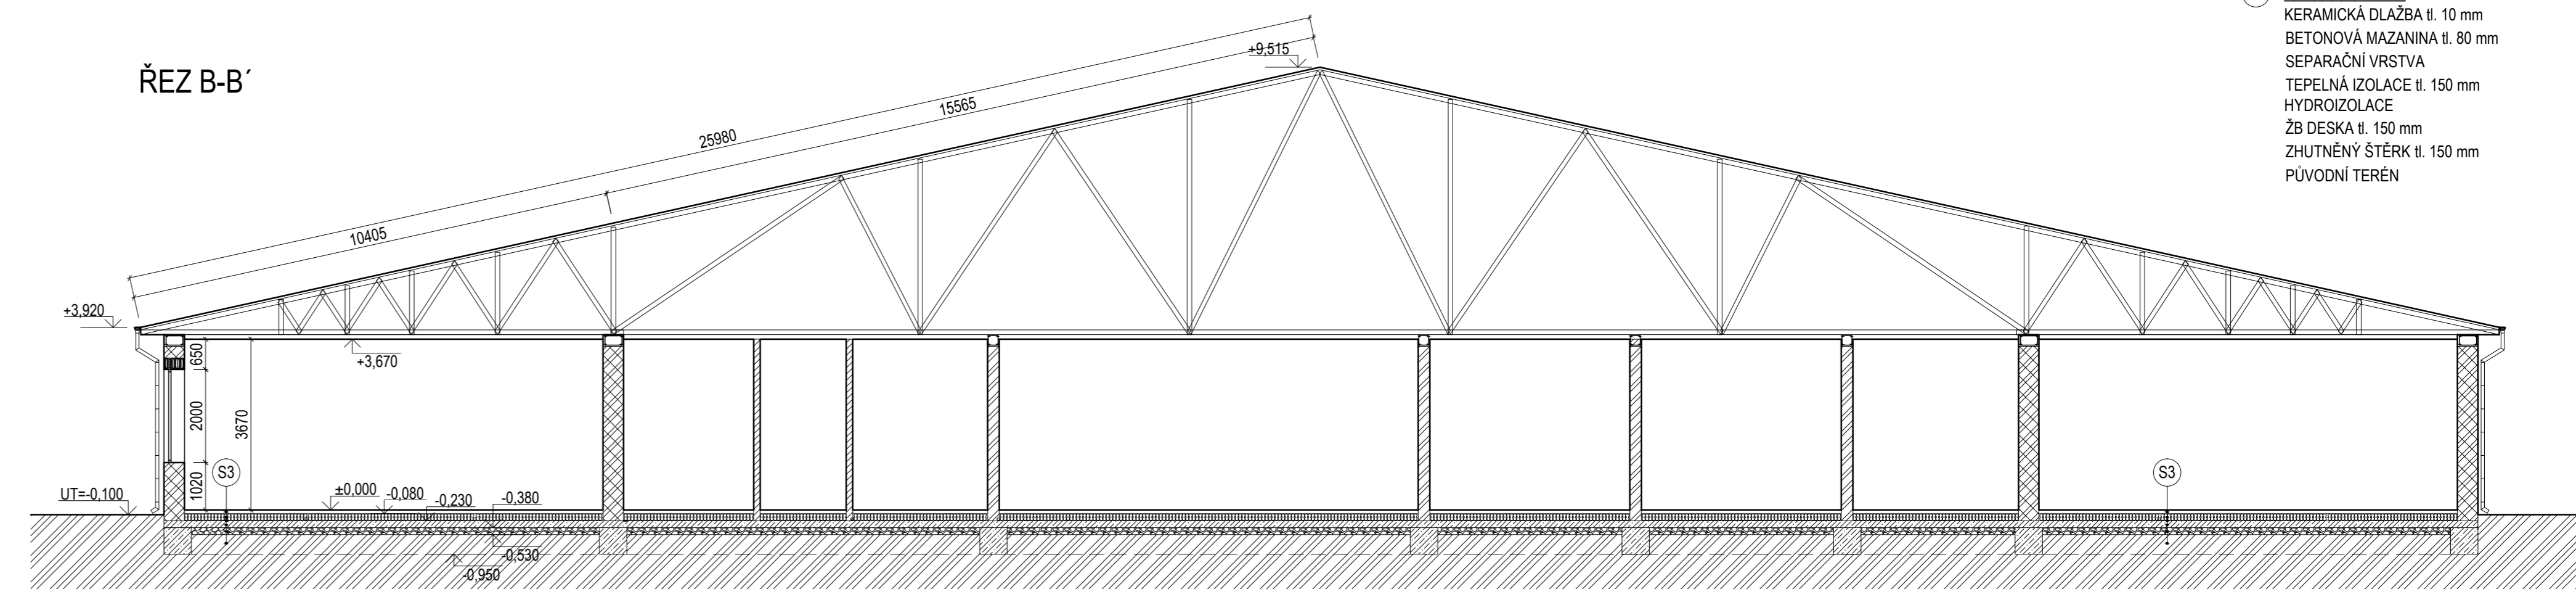 ŘEZ B-B´
25980
15565
10405
+9,515
+3,920
+3,670
650
2000
3670
1020
S3
UT=-0,100
±0,000
-0,080
-0,230
-0,380
-0,530
-0,950
S3
KERAMICKÁ DLAŽBA tl. 10 mm
BETONOVÁ MAZANINA tl. 80 mm
SEPARAČNÍ VRSTVA
TEPELNÁ IZOLACE tl. 150 mm
HYDROIZOLACE
ŽB DESKA tl. 150 mm
ZHUTNĚNÝ ŠTĚRK tl. 150 mm
PŮVODNÍ TERÉN